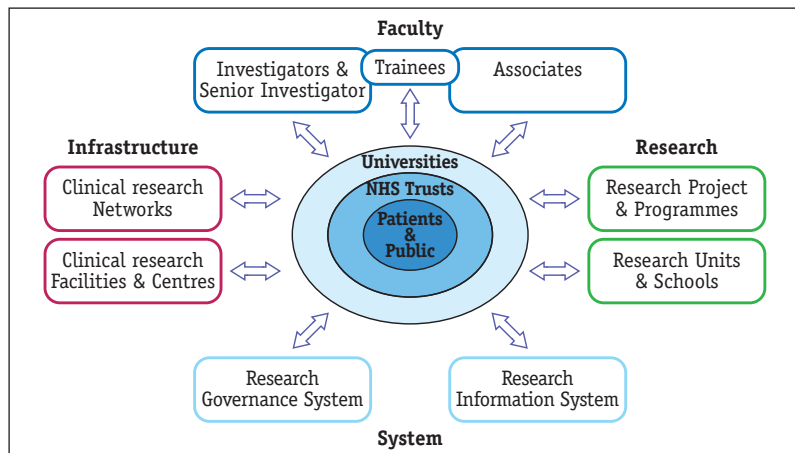 Faculty
Investigators &
Senior Investigator
Trainees
Associates
Infrastructure
Research
Universities
NHS Trusts
Patients
&
Public
Clinical research
Networks
Clinical research
Facilities & Centres
Research Project
& Programmes
Research Units
& Schools
Research
Governance System
Research
Information System
System